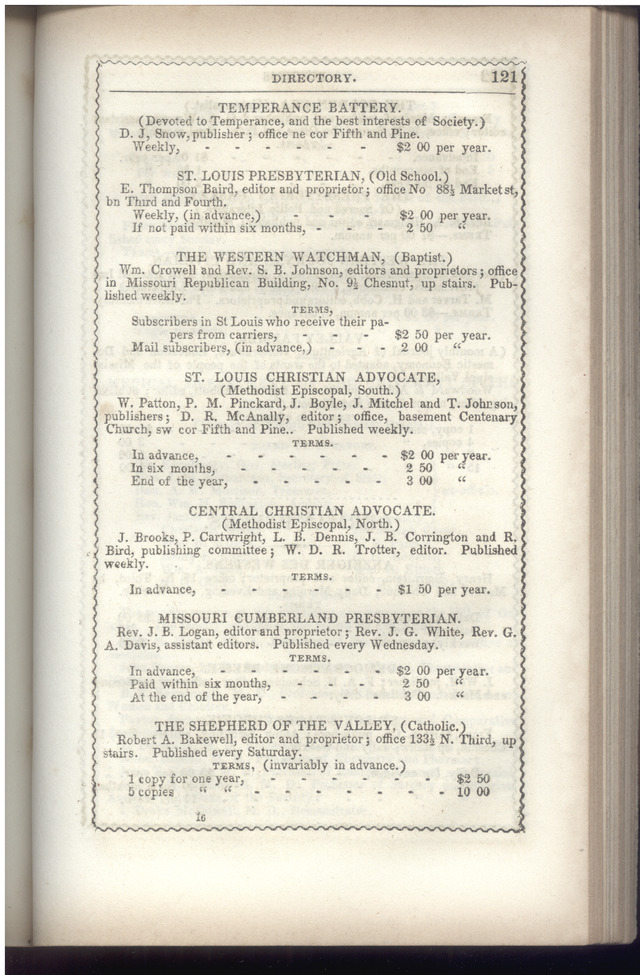 DIRECTORY. 121
TEMPERANCE BATTERY.
(Devoted to Temperance, and the best interests of Society.)
D. J, Snow, publisher; office ne cor Fifth and Pine.
Weekly, - - - - - - $2 00 per year.
ST. LOUIS PRESBYTERIAN, (Old School.)
E. Thompson Baird, editor and proprietor; office No 88½ Market st,
bn Third and Fourth.
Weekly, (in advance,) - - - $2 00 per year.
If not paid within six months, - - - 2 50 "
THE WESTERN WATCHMAN, (Baptist.)
Wm. Crowell and Rev. S. B. Johnson, editors and proprietors; office
in Missouri Republican Building, No. 9½ Chesnut, up stairs. Pub-
lished weekly.
TERMS,
Subscribers in St Louis who receive their pa-
pers from carriers, - - - $2 50 per year.
Mail subscribers, (in advance,) - - - 2 00 "
ST. LOUIS CHRISTIAN ADVOCATE,
(Methodist Episcopal, South.)
W. Patton, P. M. Pinckard, J. Boyle, J. Mitchel and T. Johnson,
publishers; D. R. McAnally, editor; office, basement Centenary
Church, sw cor Fifth and Pine.. Published weekly.
TERMS.
In advance, - - - - - - $2 00 per year.
In six months, - - - - - 2 50 "
End of the year, - - - - - 3 00 "
CENTRAL CHRISTIAN ADVOCATE.
(Methodist Episcopal, North.)
J. Brooks, P. Cartwright, L. B. Dennis, J. B. Corrington and R.
Bird, publishing committee; W. D. R. Trotter, editor. Published
weekly.
TERMS.
In advance, - - - - - - $1 50 per year.
MISSOURI CUMBERLAND PRESBYTERIAN.
Rev. J. B. Logan, editor and proprietor; Rev. J. G. White, Rev. G.
A. Davis, assistant editors. Published every Wednesday.
TERMS.
In advance, - - - - - - $2 00 per year.
Paid within six months, - - - - 2 50 "
At the end of the year, - - - - 3 00 "
THE SHEPHERD OF THE VALLEY, (Catholic.)
Robert A. Bakewell, editor and proprietor; office 133½ N. Third, up
stairs. Published every Saturday.
TERMS, (invariably in advance.)
1 copy for one year, - - - - - - $2 50
5 copies " " - - - - - - - 10 00
16